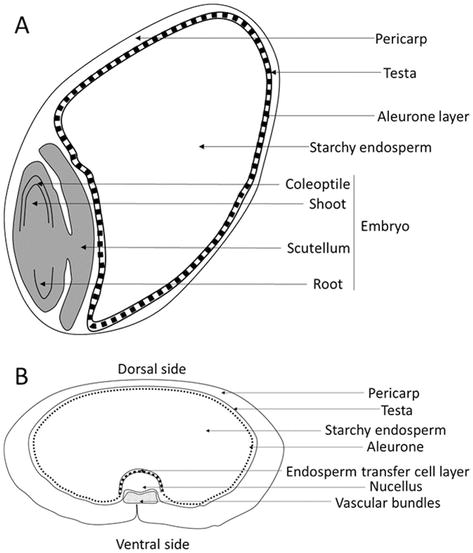 A
Pericarp
Testa
Aleurone layer
Starchy endosperm
Coleoptile
Shoot
Embryo
Scutellum
Root
B
Dorsal side
Pericarp
Testa
Starchy endosperm
Aleurone
Endosperm transfer cell layer
Nucellus
Vascular bundles
Ventral side